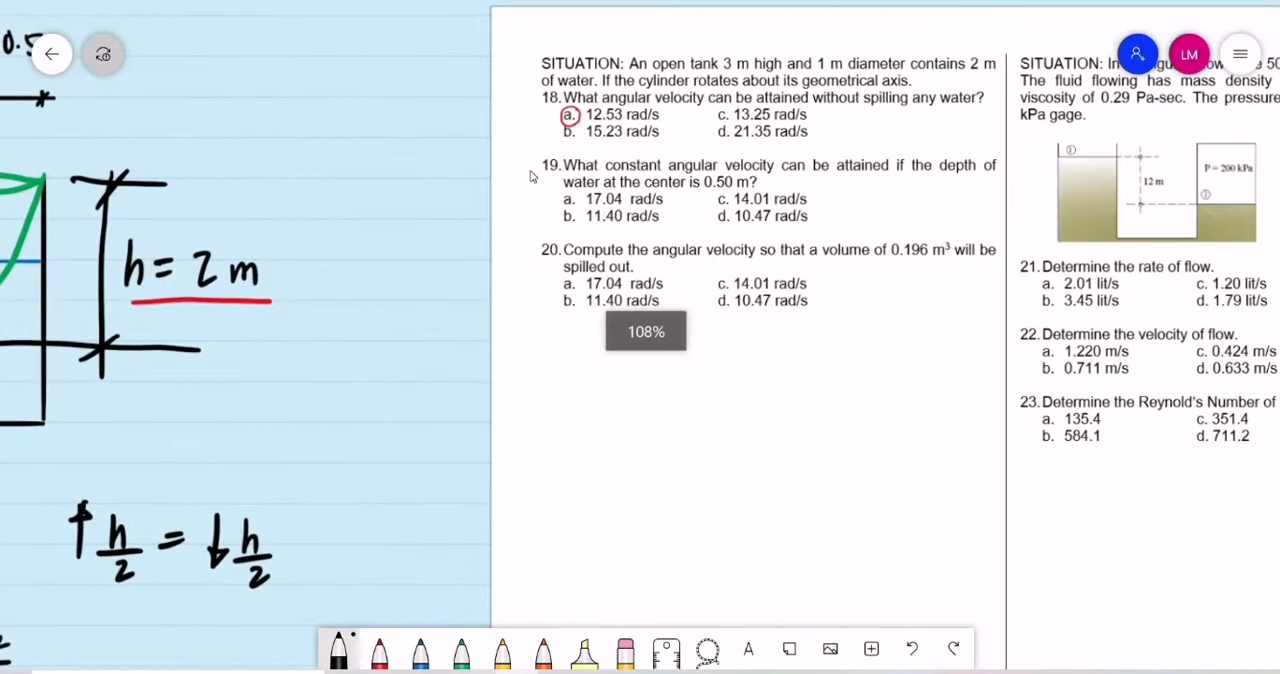 0.5
h = 2 m
h/2 = h/2
SITUATION: An open tank 3 m high and 1 m diameter contains 2 m
of water. If the cylinder rotates about its geometrical axis.
18. What angular velocity can be attained without spilling any water?
a. 12.53 rad/s c. 13.25 rad/s
b. 15.23 rad/s d. 21.35 rad/s
19. What constant angular velocity can be attained if the depth of
water at the center is 0.50 m?
a. 17.04 rad/s c. 14.01 rad/s
b. 11.40 rad/s d. 10.47 rad/s
20. Compute the angular velocity so that a volume of 0.196 m³ will be
spilled out.
a. 17.04 rad/s c. 14.01 rad/s
b. 11.40 rad/s d. 10.47 rad/s
108%
LM
SITUATION: In 50
The fluid flowing has mass density
viscosity of 0.29 Pa-sec. The pressure
kPa gage.
①
12 m
P = 200 kPa
②
21. Determine the rate of flow.
a. 2.01 lit/s c. 1.20 lit/s
b. 3.45 lit/s d. 1.79 lit/s
22. Determine the velocity of flow.
a. 1.220 m/s c. 0.424 m/s
b. 0.711 m/s d. 0.633 m/s
23. Determine the Reynold's Number of
a. 135.4 c. 351.4
b. 584.1 d. 711.2
A